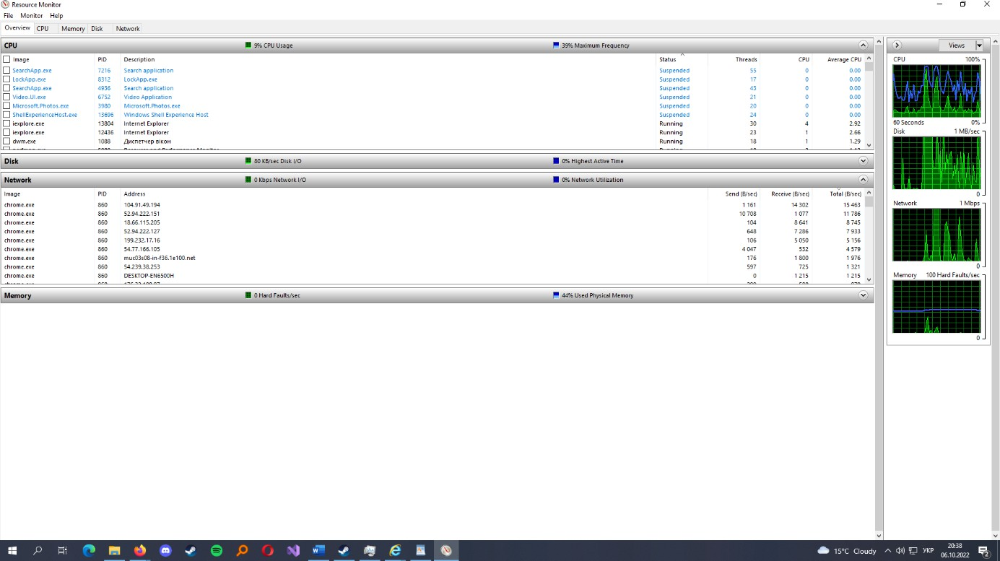 Resource Monitor
File Monitor Help
Overview CPU Memory Disk Network
CPU 9% CPU Usage 39% Maximum Frequency
Image PID Description Status Threads CPU Average CPU
SearchApp.exe 7216 Search application Suspended 55 0 0.00
LockApp.exe 8312 LockApp.exe Suspended 17 0 0.00
SearchApp.exe 4936 Search application Suspended 43 0 0.00
Video.UI.exe 6752 Video Application Suspended 21 0 0.00
Microsoft.Photos.exe 3980 Microsoft.Photos.exe Suspended 20 0 0.00
ShellExperienceHost.exe 13696 Windows Shell Experience Host Suspended 24 0 0.00
iexplore.exe 13804 Internet Explorer Running 30 4 2.92
iexplore.exe 12436 Internet Explorer Running 23 1 2.66
dwm.exe 1088 Диспетчер вікон Running 18 1 1.29
Disk 80 KB/sec Disk I/O 0% Highest Active Time
Network 0 Kbps Network I/O 0% Network Utilization
Image PID Address Send (B/sec) Receive (B/sec) Total (B/sec)
chrome.exe 860 104.91.49.194 1 161 14 302 15 463
chrome.exe 860 52.94.222.151 10 708 1 077 11 786
chrome.exe 860 18.66.115.205 104 8 641 8 745
chrome.exe 860 52.94.222.127 648 7 286 7 933
chrome.exe 860 199.232.17.16 106 5 050 5 156
chrome.exe 860 54.77.166.105 4 047 532 4 579
chrome.exe 860 muc03s08-in-f36.1e100.net 176 1 800 1 976
chrome.exe 860 54.239.38.253 597 725 1 321
chrome.exe 860 DESKTOP-EN6500H 0 1 215 1 215
Memory 0 Hard Faults/sec 44% Used Physical Memory
Views
CPU 100%
60 Seconds 0%
Disk 1 MB/sec
0
Network 1 Mbps
0
Memory 100 Hard Faults/sec
0
15°C Cloudy УКР 20:38
06.10.2022
2